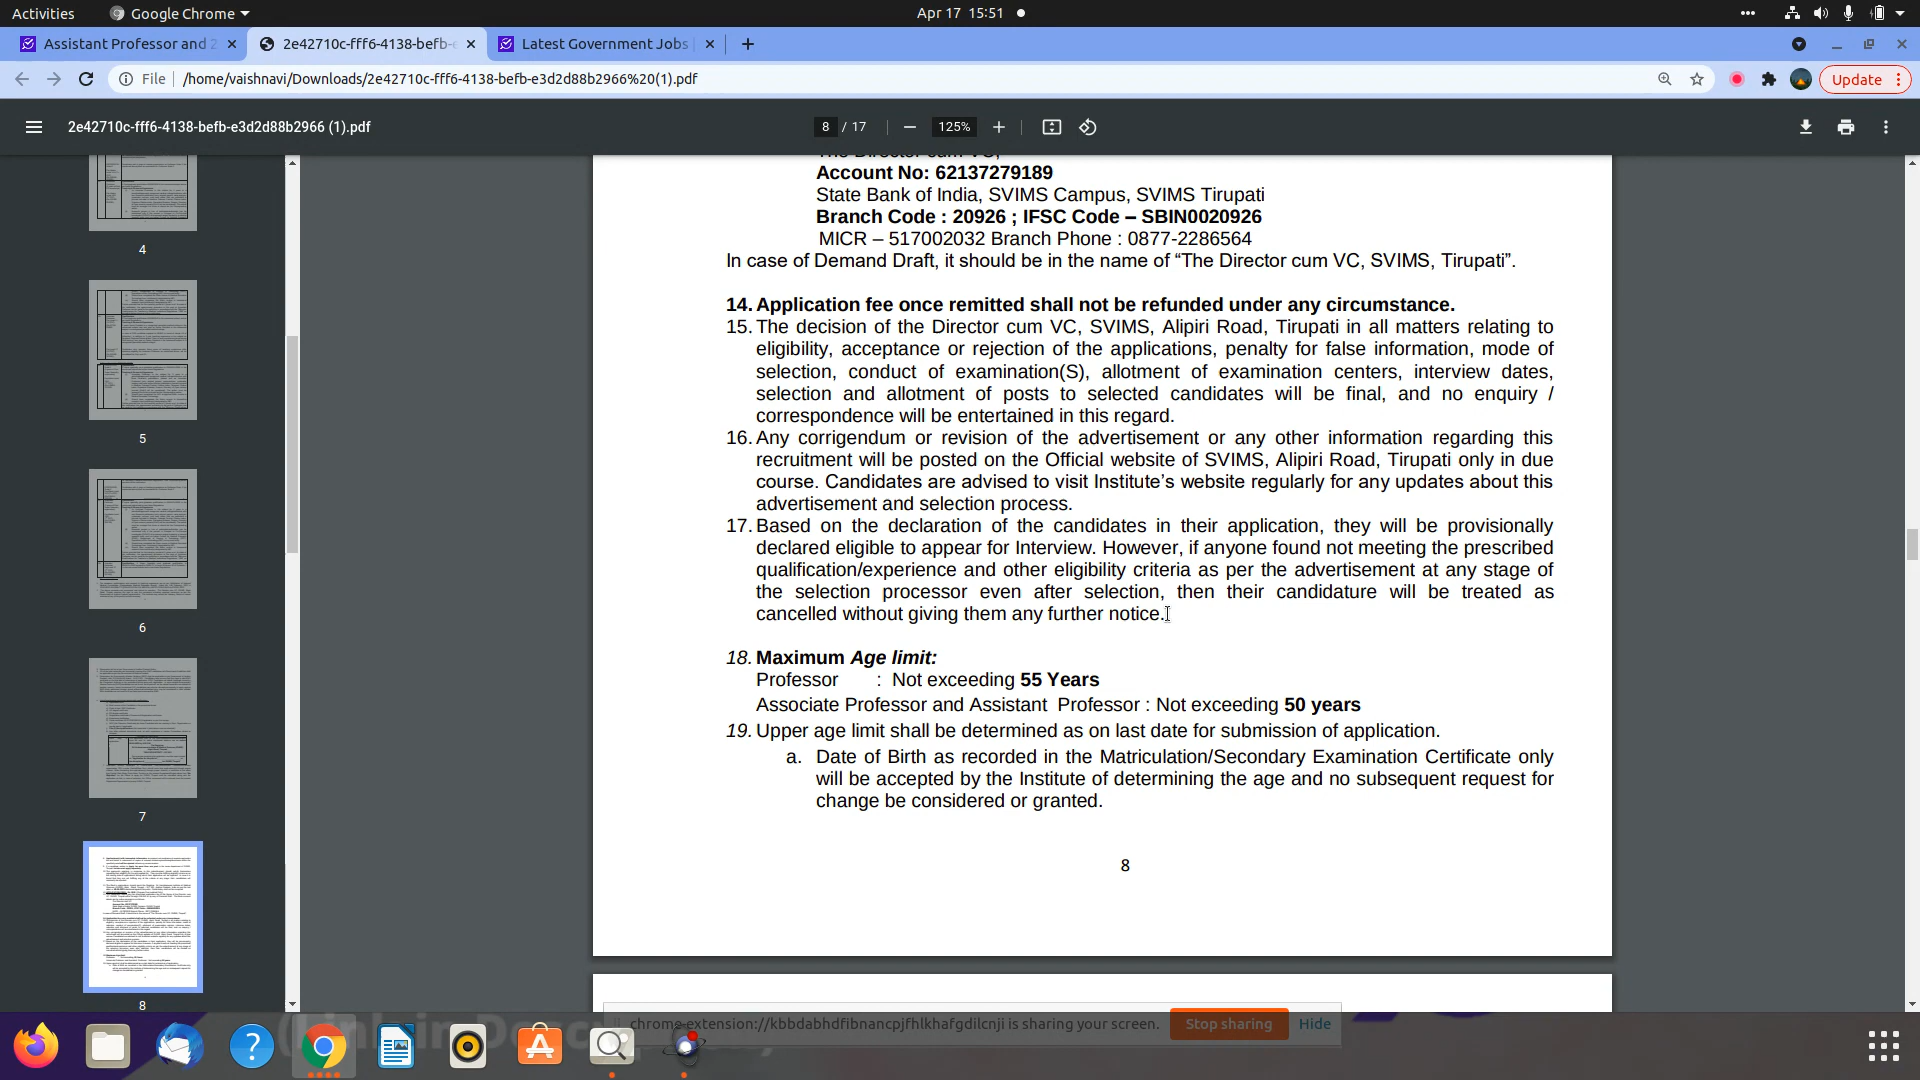 Activities
Google Chrome
Apr 17 15:51
Assistant Professor and 2
2e42710c-fff6-4138-befb-e
Latest Government Jobs
File
/home/vaishnavi/Downloads/2e42710c-fff6-4138-befb-e3d2d88b2966%20(1).pdf
Update
2e42710c-fff6-4138-befb-e3d2d88b2966 (1).pdf
8 / 17
125%
4
5
6
7
8
Account No: 62137279189
State Bank of India, SVIMS Campus, SVIMS Tirupati
Branch Code : 20926 ; IFSC Code – SBIN0020926
MICR – 517002032 Branch Phone : 0877-2286564
In case of Demand Draft, it should be in the name of “The Director cum VC, SVIMS, Tirupati”.
14. Application fee once remitted shall not be refunded under any circumstance.
15. The decision of the Director cum VC, SVIMS, Alipiri Road, Tirupati in all matters relating to
eligibility, acceptance or rejection of the applications, penalty for false information, mode of
selection, conduct of examination(S), allotment of examination centers, interview dates,
selection and allotment of posts to selected candidates will be final, and no enquiry /
correspondence will be entertained in this regard.
16. Any corrigendum or revision of the advertisement or any other information regarding this
recruitment will be posted on the Official website of SVIMS, Alipiri Road, Tirupati only in due
course. Candidates are advised to visit Institute’s website regularly for any updates about this
advertisement and selection process.
17. Based on the declaration of the candidates in their application, they will be provisionally
declared eligible to appear for Interview. However, if anyone found not meeting the prescribed
qualification/experience and other eligibility criteria as per the advertisement at any stage of
the selection processor even after selection, then their candidature will be treated as
cancelled without giving them any further notice.
18. Maximum Age limit:
Professor : Not exceeding 55 Years
Associate Professor and Assistant Professor : Not exceeding 50 years
19. Upper age limit shall be determined as on last date for submission of application.
a. Date of Birth as recorded in the Matriculation/Secondary Examination Certificate only
will be accepted by the Institute of determining the age and no subsequent request for
change be considered or granted.
8
chrome-extension://kbbdabhdfibnancpjfhlkhafgdilcnji is sharing your screen.
Stop sharing
Hide